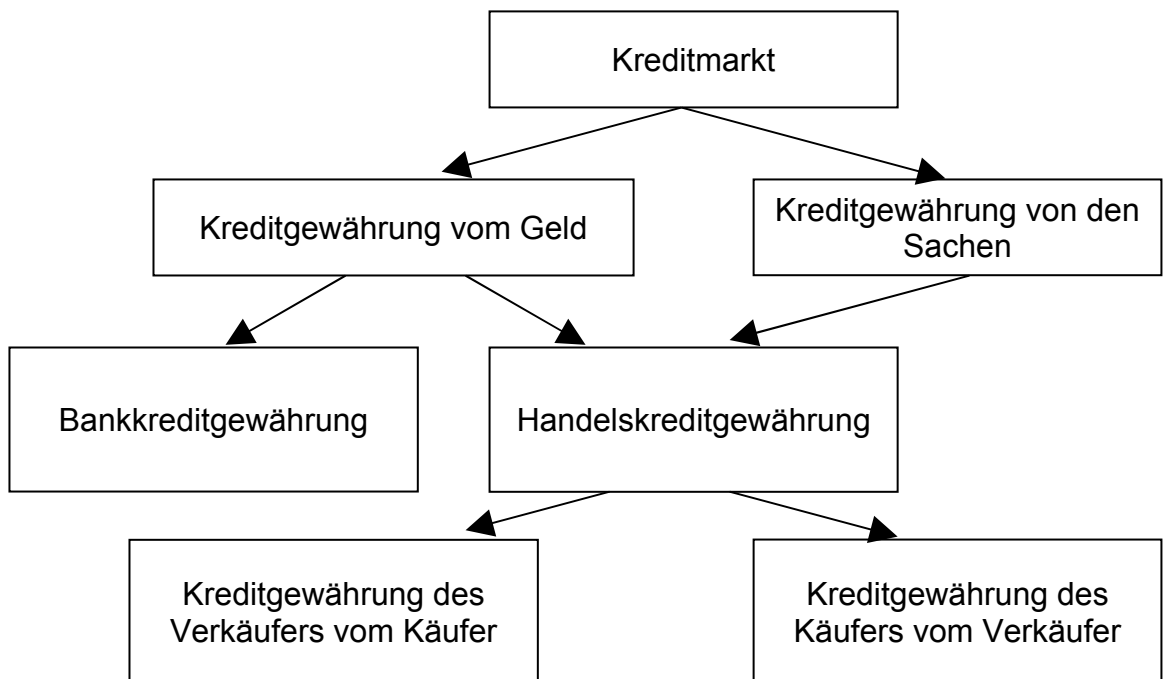 Kreditmarkt
Kreditgewährung vom Geld
Kreditgewährung von den
Sachen
Bankkreditgewährung
Handelskreditgewährung
Kreditgewährung des
Verkäufers vom Käufer
Kreditgewährung des
Käufers vom Verkäufer